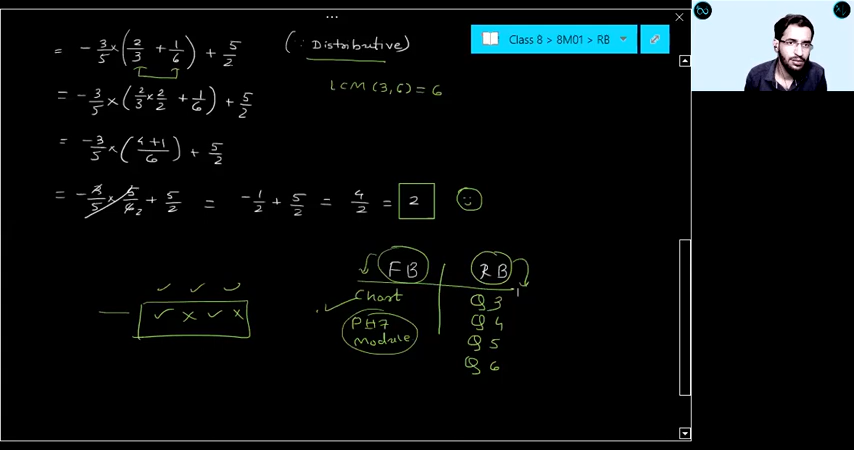 = -3/5 × (2/3 + 1/6) + 5/2 (∵ Distributive)
LCM (3,6) = 6
= -3/5 × (2/3 × 2/2 + 1/6) + 5/2
= -3/5 × (4+1/6) + 5/2
= -3/5 × 5/6 2 + 5/2 = -1/2 + 5/2 = 4/2 = 2
FB RB
Chart Q 3
PH7 Q 4
Module Q 5
Q 6
Class 8 > 8M01 > RB